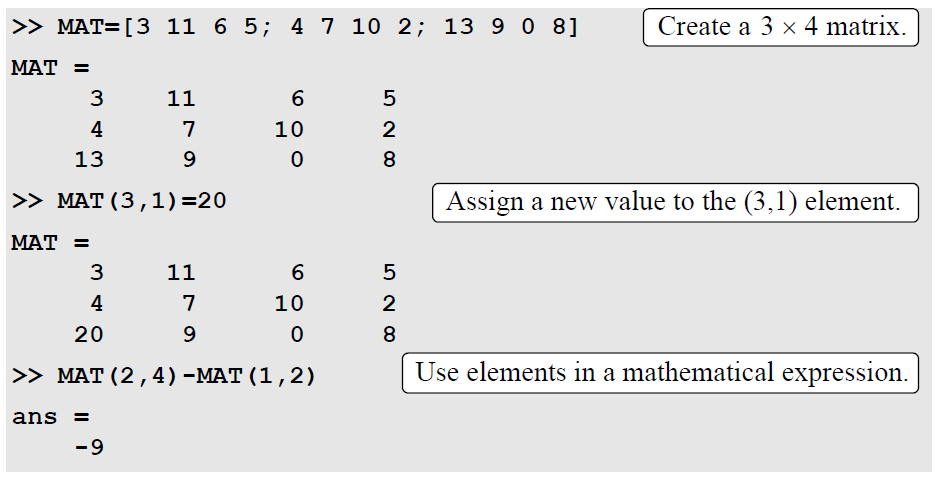 >> MAT=[3 11 6 5; 4 7 10 2; 13 9 0 8]
Create a 3 × 4 matrix.
MAT =
3 11 6 5
4 7 10 2
13 9 0 8
>> MAT(3,1)=20
Assign a new value to the (3,1) element.
MAT =
3 11 6 5
4 7 10 2
20 9 0 8
>> MAT(2,4)-MAT(1,2)
Use elements in a mathematical expression.
ans =
-9